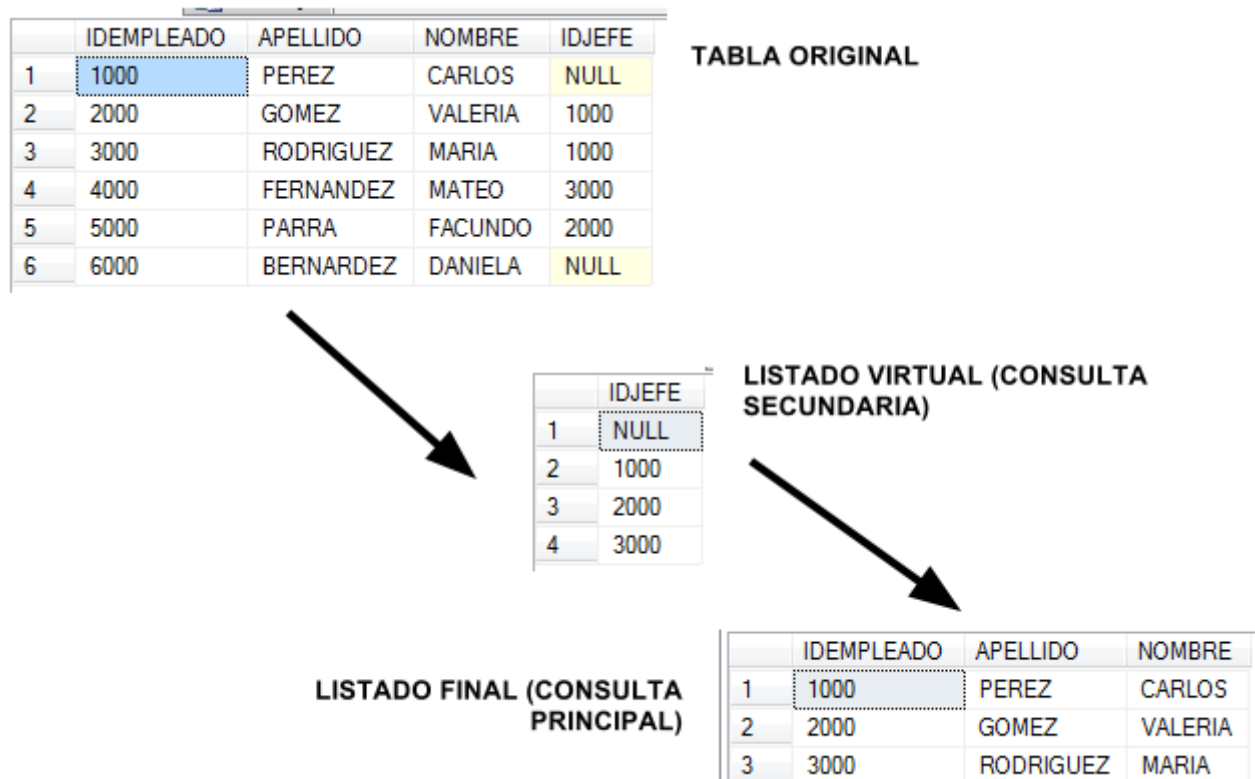 IDEMPLEADO APELLIDO NOMBRE IDJEFE
1 1000 PEREZ CARLOS NULL
2 2000 GOMEZ VALERIA 1000
3 3000 RODRIGUEZ MARIA 1000
4 4000 FERNANDEZ MATEO 3000
5 5000 PARRA FACUNDO 2000
6 6000 BERNARDEZ DANIELA NULL
TABLA ORIGINAL
LISTADO VIRTUAL (CONSULTA
SECUNDARIA)
IDJEFE
1 NULL
2 1000
3 2000
4 3000
LISTADO FINAL (CONSULTA
PRINCIPAL)
IDEMPLEADO APELLIDO NOMBRE
1 1000 PEREZ CARLOS
2 2000 GOMEZ VALERIA
3 3000 RODRIGUEZ MARIA